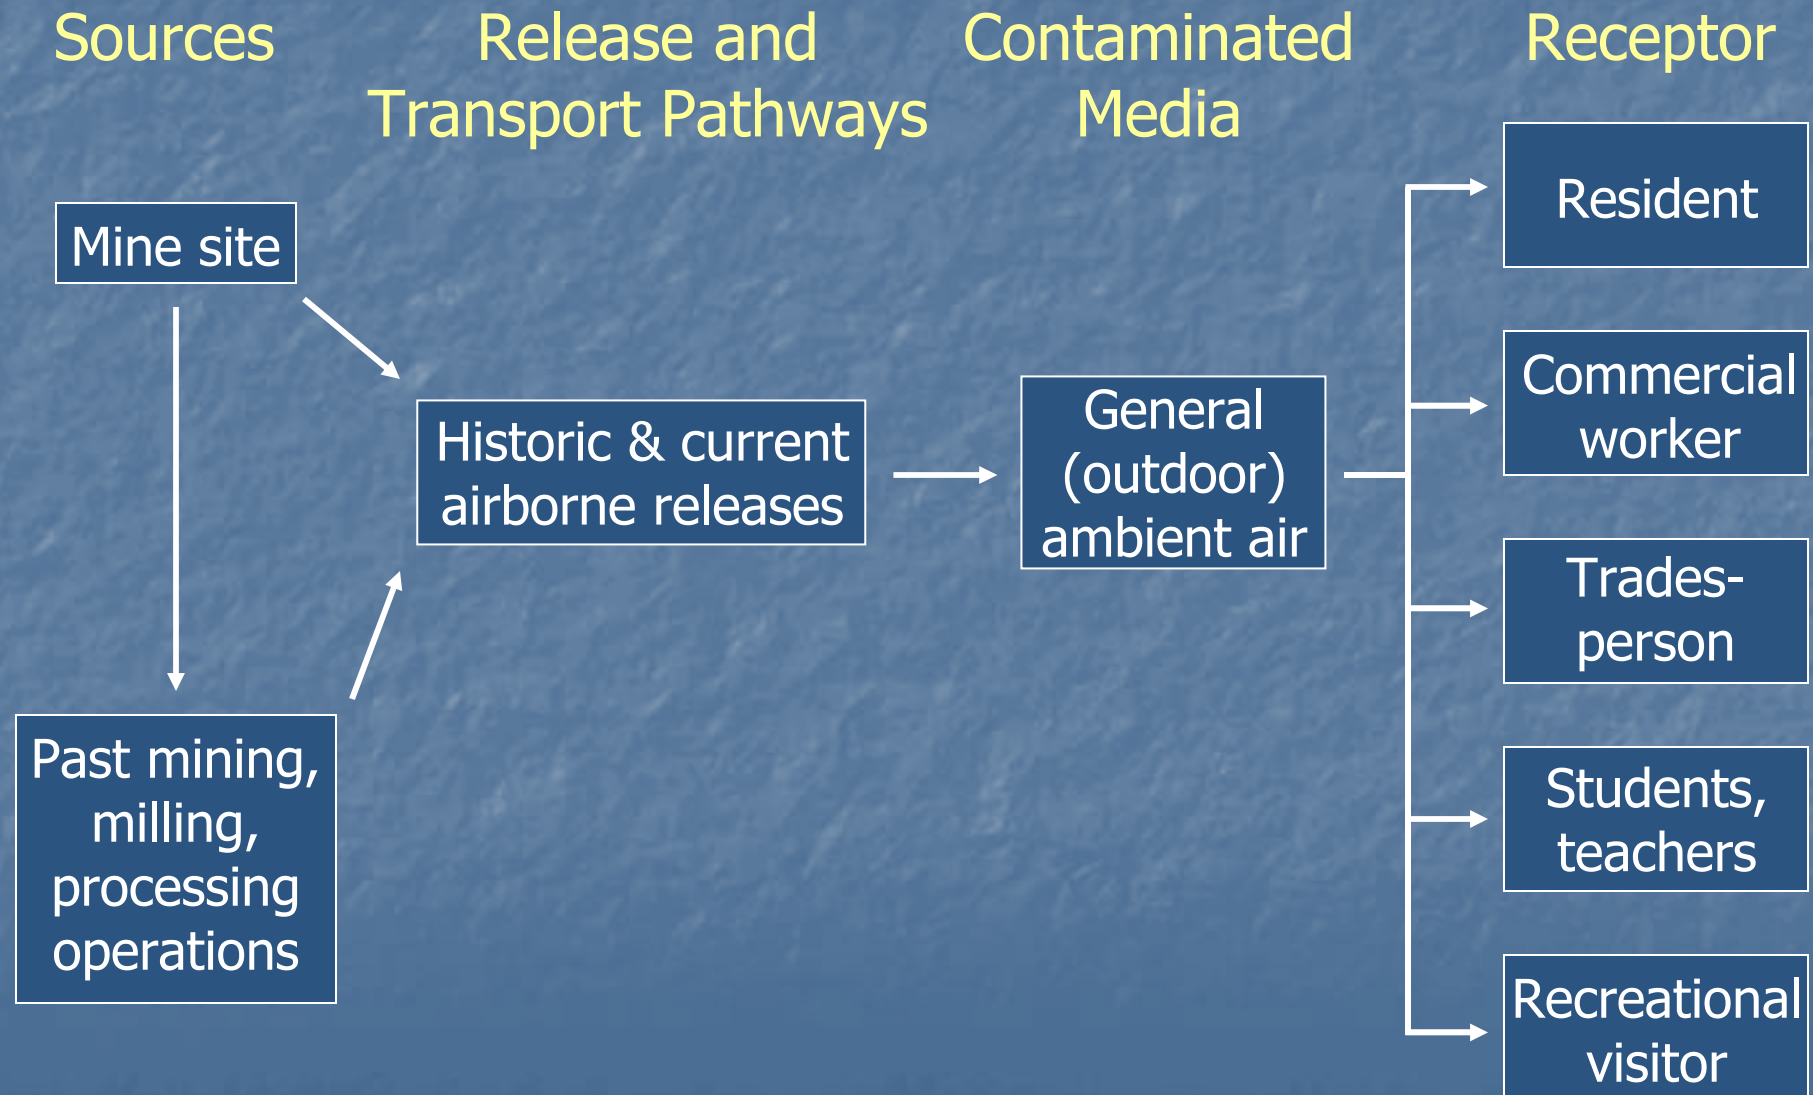 Sources
Release and
Transport Pathways
Contaminated
Media
Receptor
Mine site
Past mining,
milling,
processing
operations
Historic & current
airborne releases
General
(outdoor)
ambient air
Resident
Commercial
worker
Trades-
person
Students,
teachers
Recreational
visitor